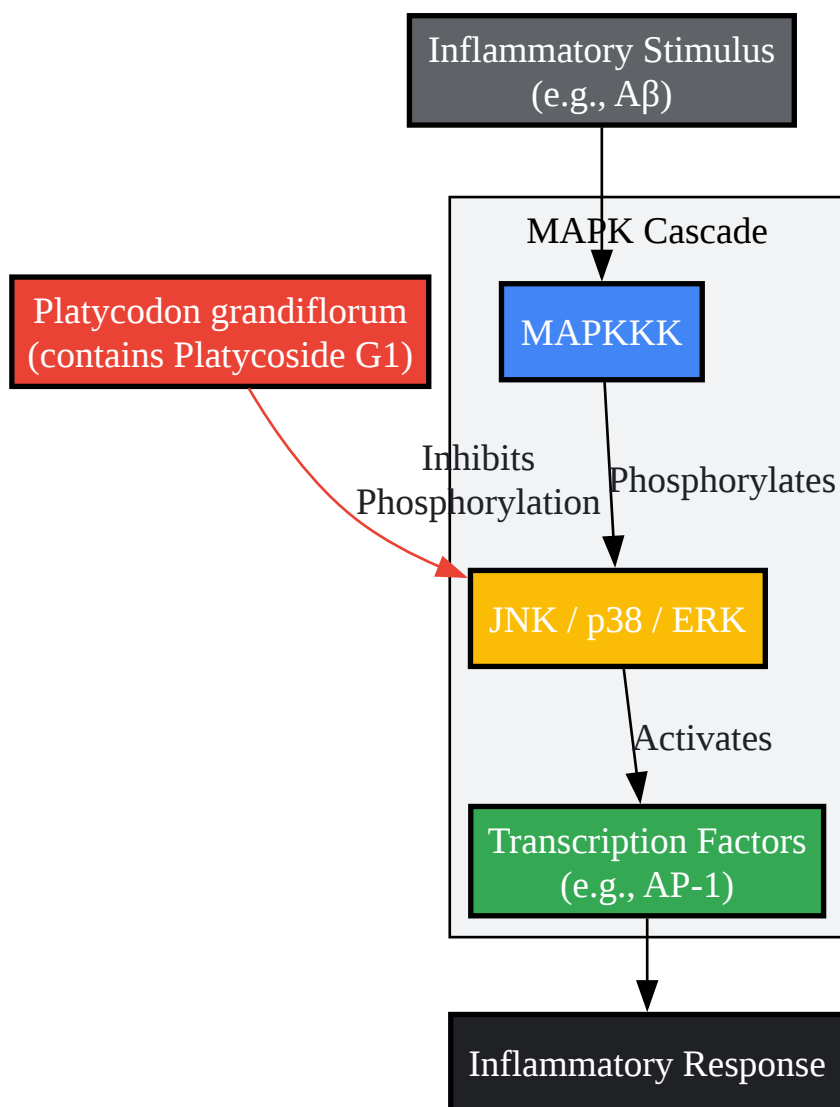 Inflammatory Stimulus
(e.g., Aβ)
MAPK Cascade
Platycodon grandiflorum
(contains Platycoside G1)
MAPKKK
Inhibits
Phosphorylation
Phosphorylates
JNK / p38 / ERK
Activates
Transcription Factors
(e.g., AP-1)
Inflammatory Response